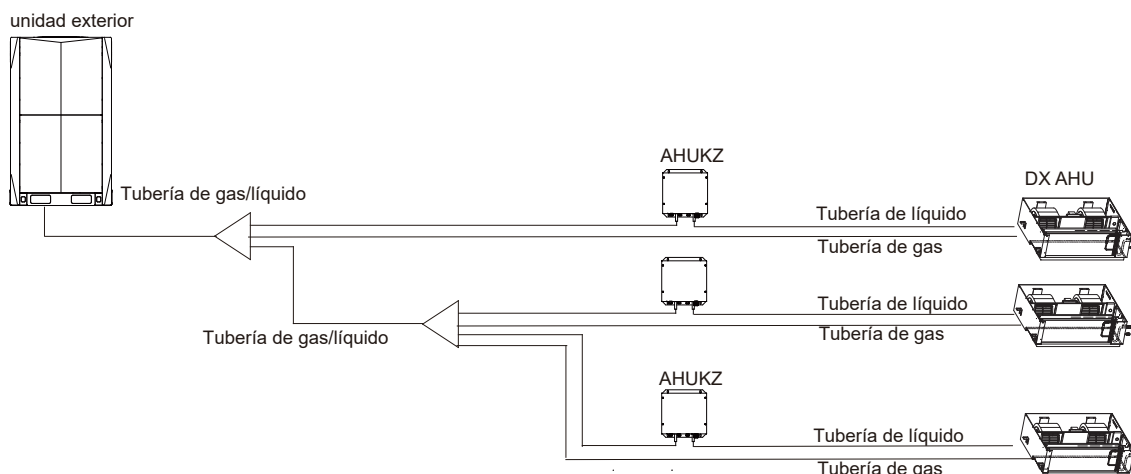 unidad exterior
AHUKZ
DX AHU
Tubería de gas/líquido
Tubería de líquido
Tubería de gas
Tubería de líquido
Tubería de gas/líquido
Tubería de gas
AHUKZ
Tubería de líquido
Tubería de gas